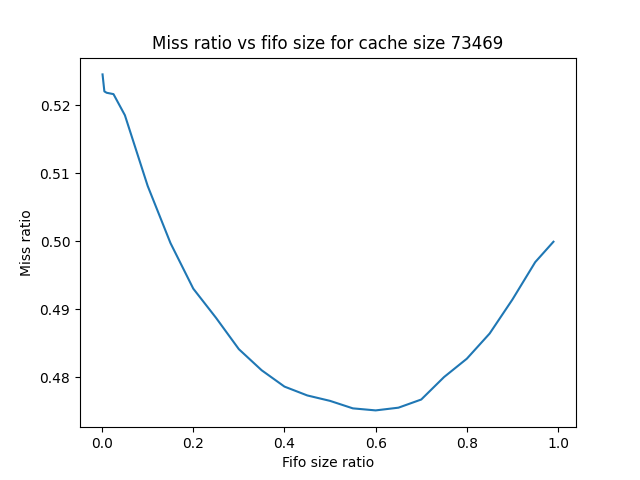 Miss ratio vs fifo size for cache size 73469
0.52
0.51
0.50
0.49
0.48
Miss ratio
0.0 0.2 0.4 0.6 0.8 1.0
Fifo size ratio